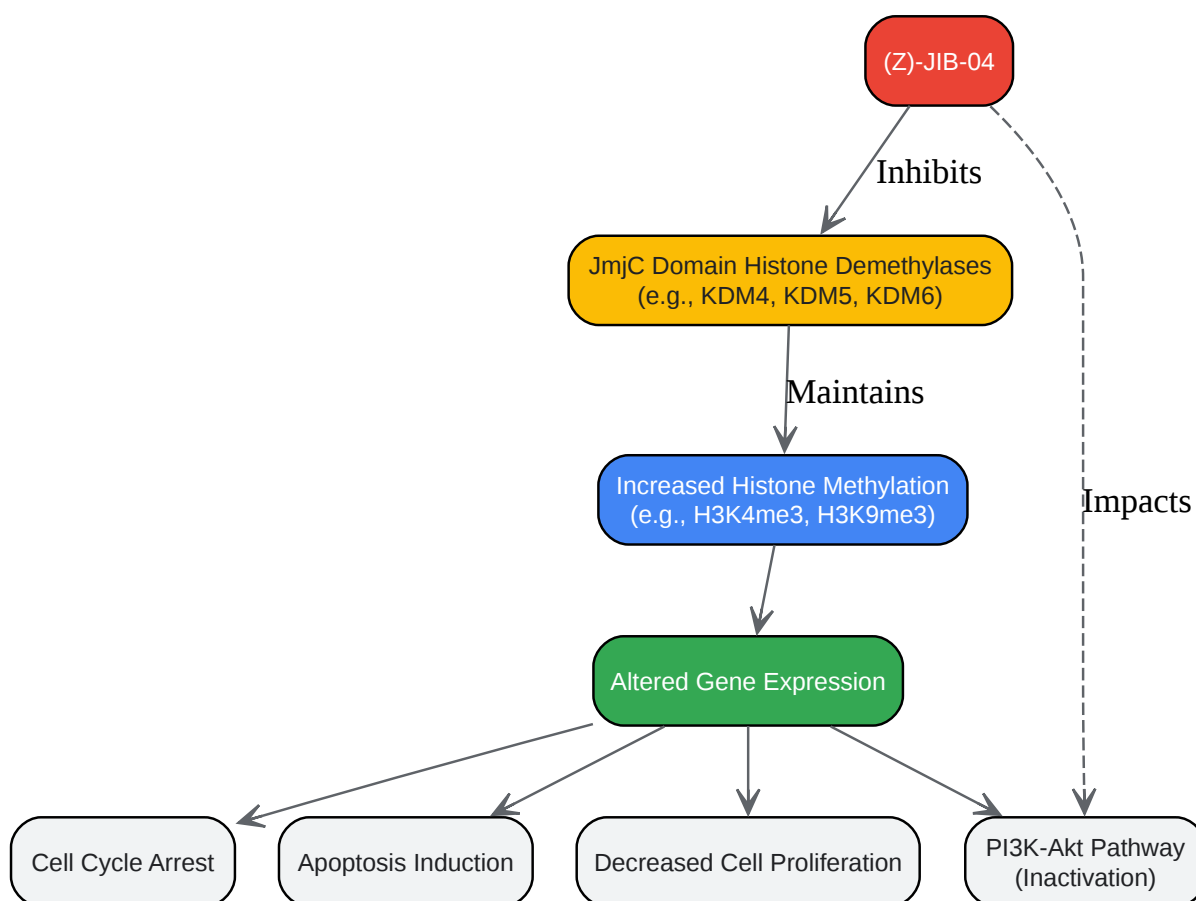 (Z)-JIB-04
Inhibits
JmjC Domain Histone Demethylases
(e.g., KDM4, KDM5, KDM6)
Maintains
Increased Histone Methylation
(e.g., H3K4me3, H3K9me3)
Impacts
Altered Gene Expression
Cell Cycle Arrest
Apoptosis Induction
Decreased Cell Proliferation
PI3K-Akt Pathway
(Inactivation)